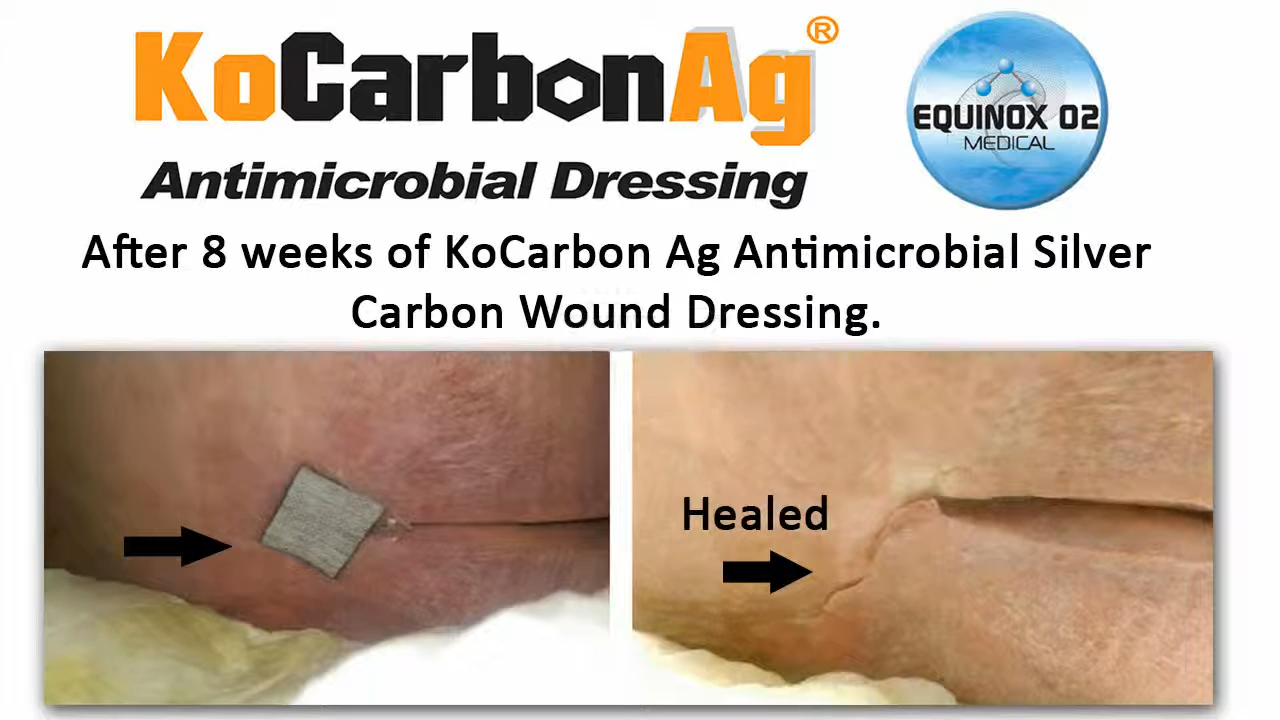 KoCarbonAg®
Antimicrobial Dressing
EQUINOX O2
MEDICAL
After 8 weeks of KoCarbon Ag Antimicrobial Silver
Carbon Wound Dressing.
Healed